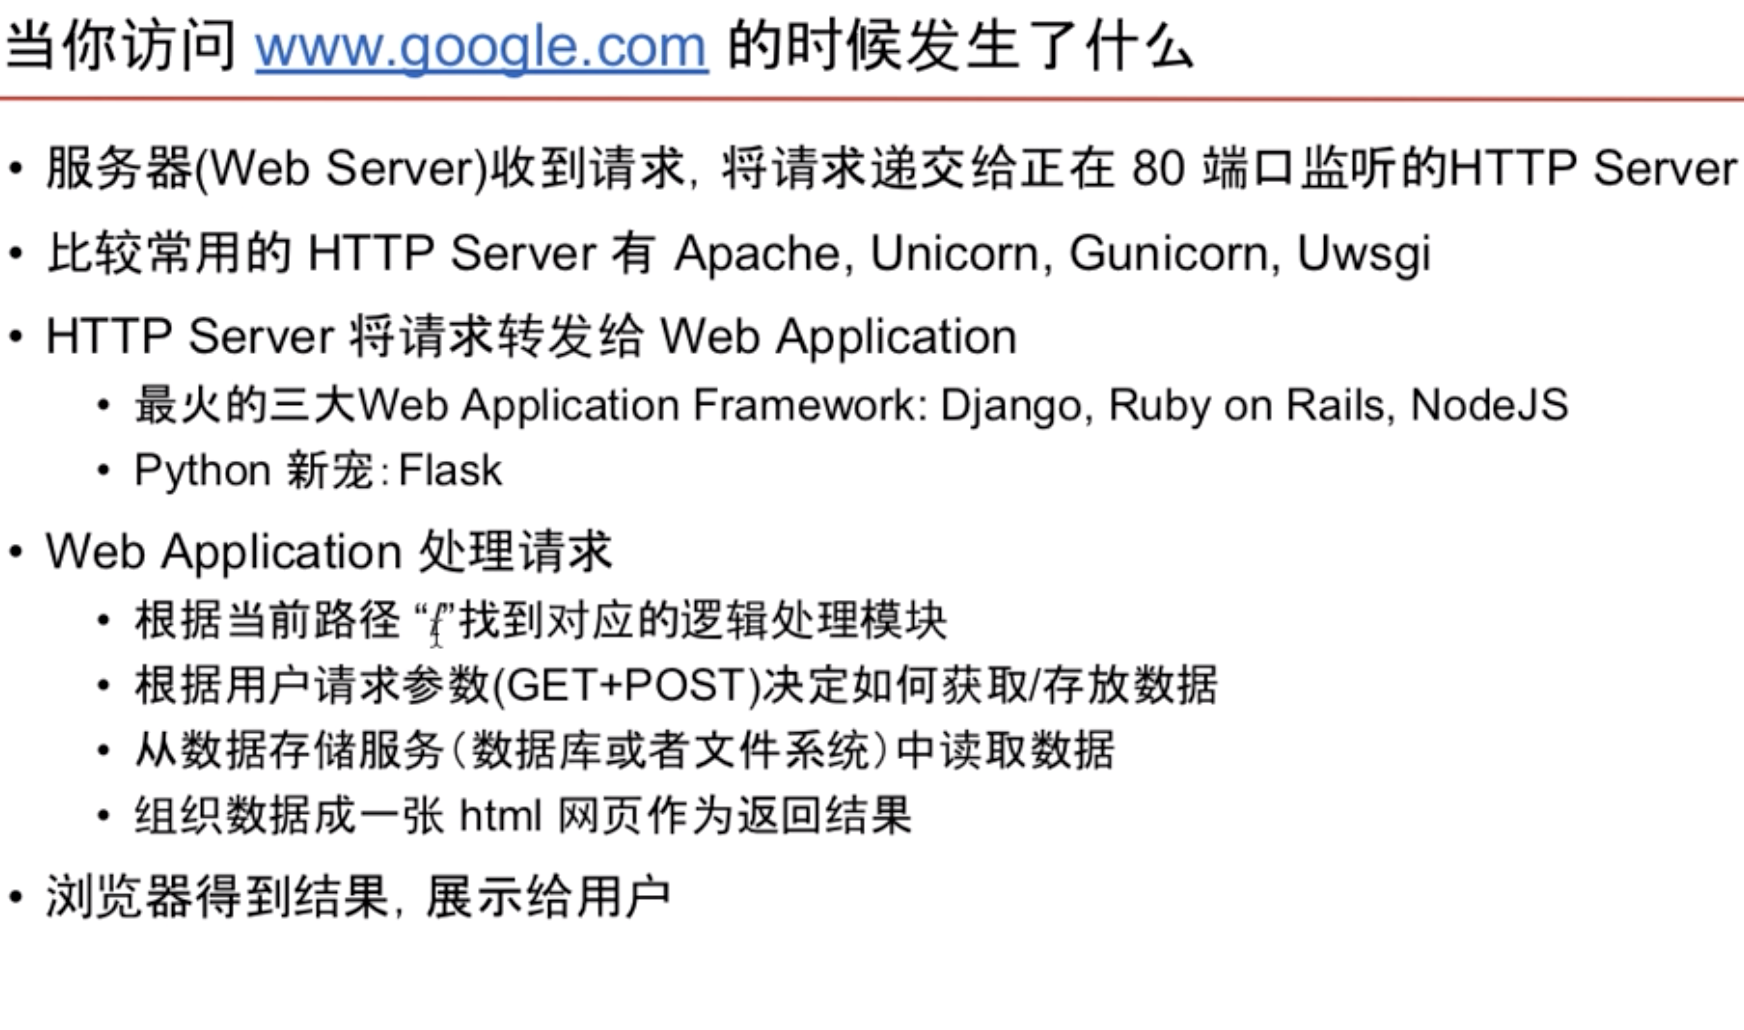 当你访问 www.google.com 的时候发生了什么
• 服务器(Web Server)收到请求，将请求递交给正在 80 端口监听的HTTP Server
• 比较常用的 HTTP Server 有 Apache, Unicorn, Gunicorn, Uwsgi
• HTTP Server 将请求转发给 Web Application
• 最火的三大Web Application Framework: Django, Ruby on Rails, NodeJS
• Python 新宠：Flask
• Web Application 处理请求
• 根据当前路径 “/”找到对应的逻辑处理模块
• 根据用户请求参数(GET+POST)决定如何获取/存放数据
• 从数据存储服务（数据库或者文件系统）中读取数据
• 组织数据成一张 html 网页作为返回结果
• 浏览器得到结果，展示给用户